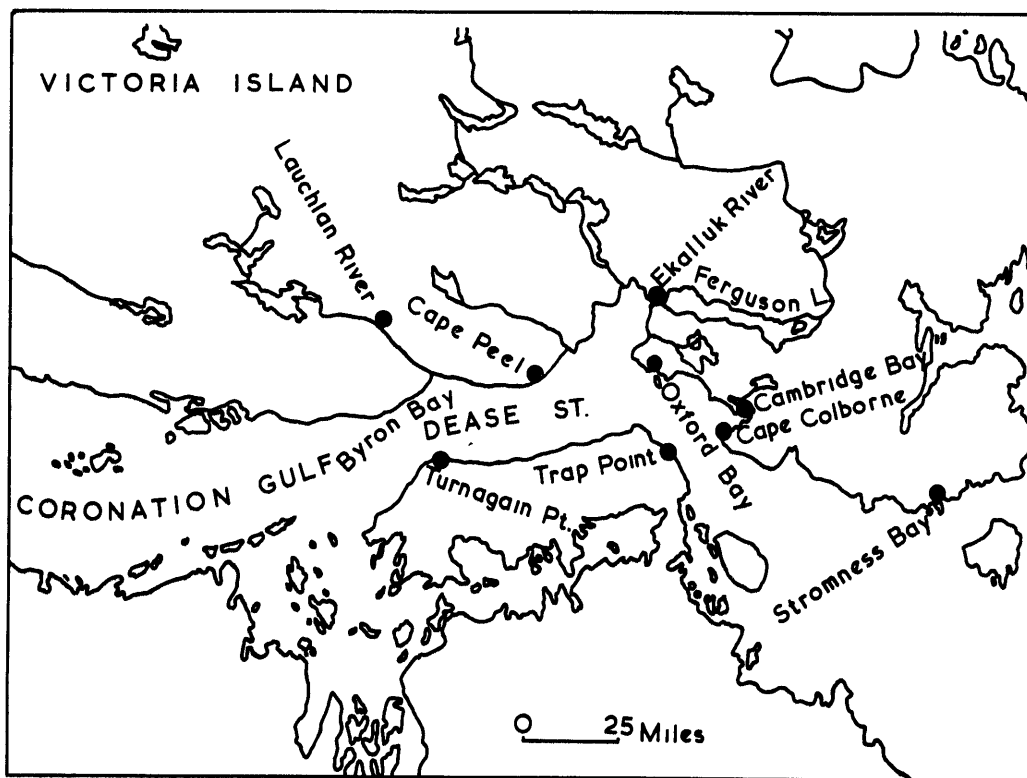 VICTORIA ISLAND
Lauchlan River
Ekalluk River
Ferguson L.
Cape Peel
Cambridge Bay
Cape Colborne
Oxford Bay
Byron Bay
DEASE ST.
CORONATION GULF
Turnagain Pt.
Trap Point
Stromness Bay
0 25 Miles